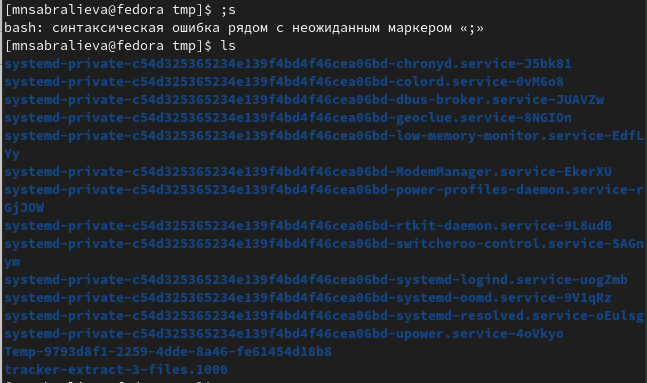 [mnsabralieva@fedora tmp]$ ;s
bash: синтаксическая ошибка рядом с неожиданным маркером «;»
[mnsabralieva@fedora tmp]$ ls
systemd-private-c54d325365234e139f4bd4f46cea06bd-chronyd.service-J5bk81
systemd-private-c54d325365234e139f4bd4f46cea06bd-colord.service-0vM6o8
systemd-private-c54d325365234e139f4bd4f46cea06bd-dbus-broker.service-JUAVZw
systemd-private-c54d325365234e139f4bd4f46cea06bd-geoclue.service-8NGIOn
systemd-private-c54d325365234e139f4bd4f46cea06bd-low-memory-monitor.service-EdfL
Yy
systemd-private-c54d325365234e139f4bd4f46cea06bd-ModemManager.service-EkerXU
systemd-private-c54d325365234e139f4bd4f46cea06bd-power-profiles-daemon.service-r
GjJOW
systemd-private-c54d325365234e139f4bd4f46cea06bd-rtkit-daemon.service-9L8udB
systemd-private-c54d325365234e139f4bd4f46cea06bd-switcheroo-control.service-SAGn
ym
systemd-private-c54d325365234e139f4bd4f46cea06bd-systemd-logind.service-uogZmb
systemd-private-c54d325365234e139f4bd4f46cea06bd-systemd-oomd.service-9V1qRz
systemd-private-c54d325365234e139f4bd4f46cea06bd-systemd-resolved.service-oEulsg
systemd-private-c54d325365234e139f4bd4f46cea06bd-upower.service-4oVkyo
Temp-9793d8f1-2259-4dde-8a46-fe61454d18b8
tracker-extract-3-files.1000